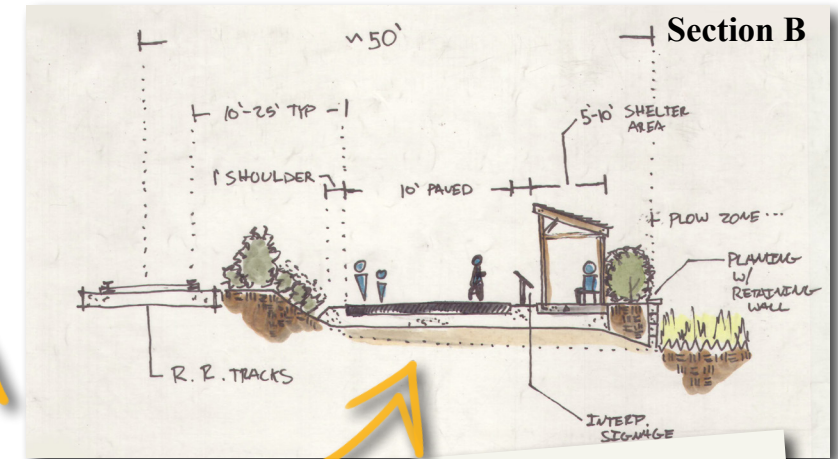 Section B
~50'
10'-25' TYP
5'-10' SHELTER
AREA
1' SHOULDER
10' PAVED
PLOW ZONE ...
PLANTING
W/
RETAINING
WALL
R.R. TRACKS
INTERP.
SIGNAGE